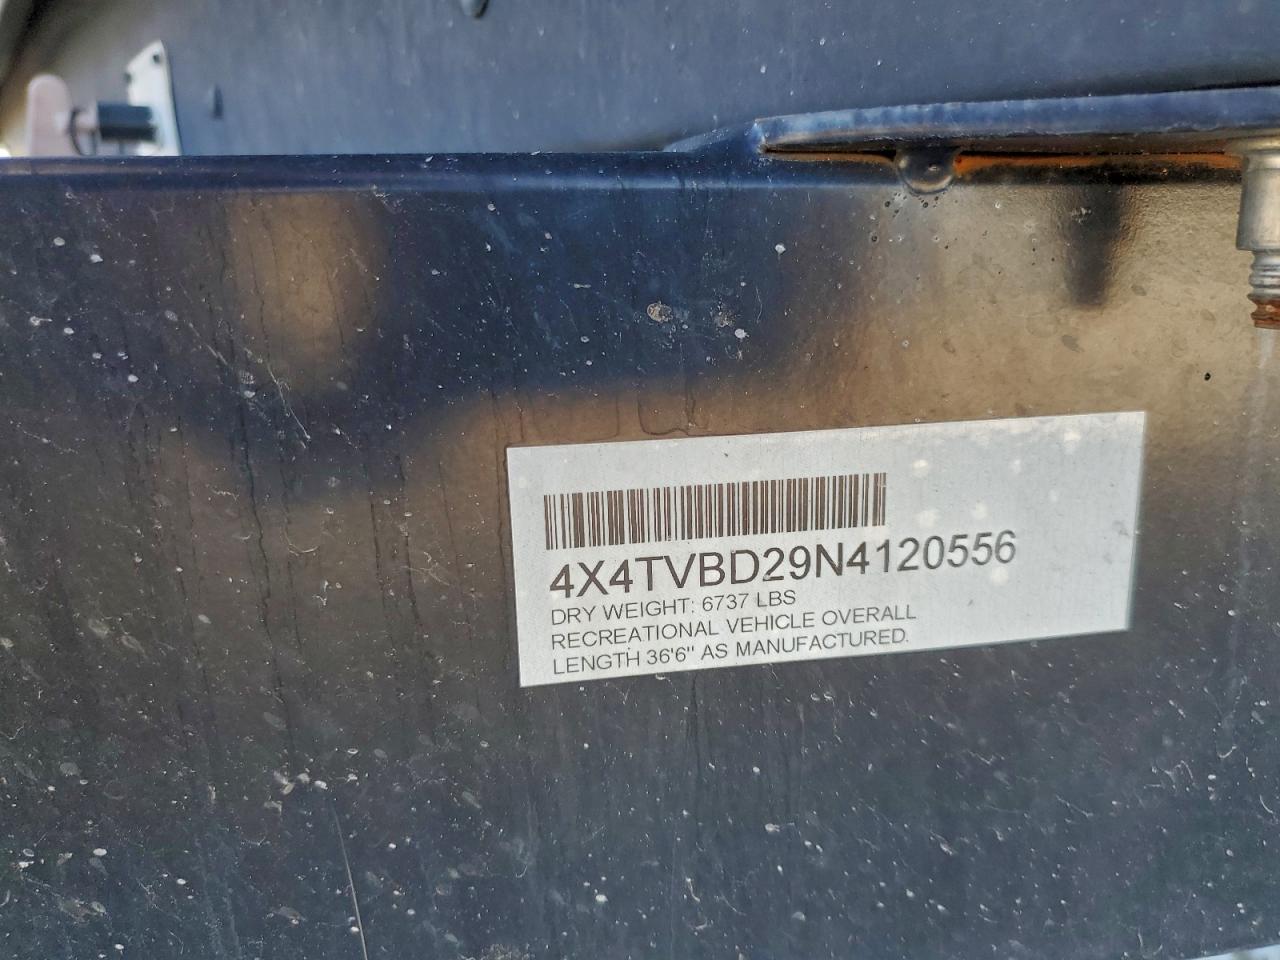 4X4TVBD29N4120556
DRY WEIGHT: 6737 LBS
RECREATIONAL VEHICLE OVERALL
LENGTH 36'6" AS MANUFACTURED.